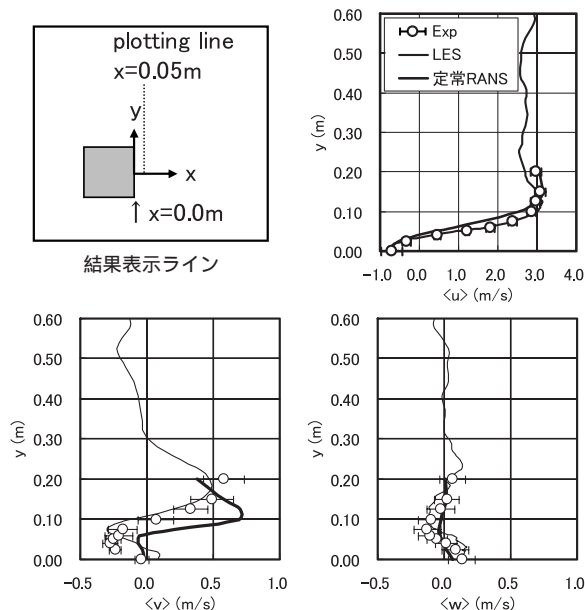 plotting line
x=0.05m
y
x
↑ x=0.0m
結果表示ライン
0.60
0.50
0.40
0.30
0.20
0.10
0.00
y (m)
Exp
LES
定常RANS
-1.0 0.0 1.0 2.0 3.0 4.0
<u> (m/s)
0.60
0.50
0.40
0.30
0.20
0.10
0.00
y (m)
-0.5 0.0 0.5 1.0
<v> (m/s)
0.60
0.50
0.40
0.30
0.20
0.10
0.00
y (m)
-0.5 0.0 0.5 1.0
<w> (m/s)